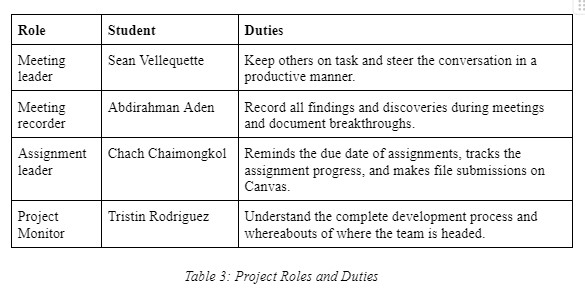 Role Student Duties
Meeting Sean Vellequette Keep others on task and steer the conversation in a
leader productive manner.
Meeting Abdirahman Aden Record all findings and discoveries during meetings
recorder and document breakthroughs.
Assignment Chach Chaimongkol Reminds the due date of assignments, tracks the
leader assignment progress, and makes file submissions on
Canvas.
Project Tristin Rodriguez Understand the complete development process and
Monitor whereabouts of where the team is headed.
Table 3: Project Roles and Duties